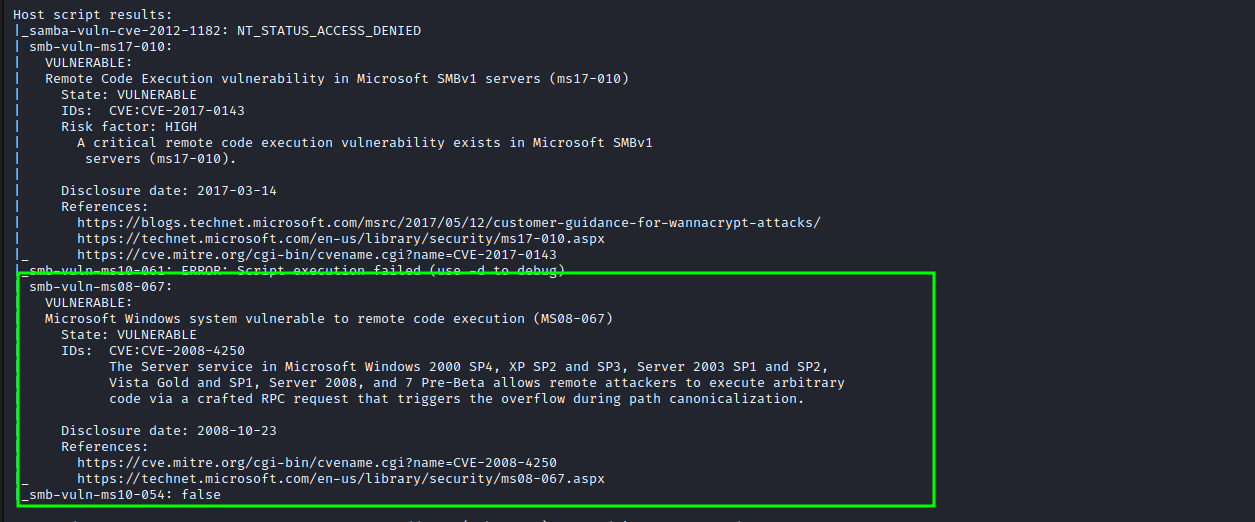 Host script results:
|_samba-vuln-cve-2012-1182: NT_STATUS_ACCESS_DENIED
| smb-vuln-ms17-010:
|   VULNERABLE:
|   Remote Code Execution vulnerability in Microsoft SMBv1 servers (ms17-010)
|     State: VULNERABLE
|     IDs:  CVE:CVE-2017-0143
|     Risk factor: HIGH
|       A critical remote code execution vulnerability exists in Microsoft SMBv1
|        servers (ms17-010).
|
|     Disclosure date: 2017-03-14
|     References:
|       https://blogs.technet.microsoft.com/msrc/2017/05/12/customer-guidance-for-wannacrypt-attacks/
|       https://technet.microsoft.com/en-us/library/security/ms17-010.aspx
|_      https://cve.mitre.org/cgi-bin/cvename.cgi?name=CVE-2017-0143
|_smb-vuln-ms10-061: ERROR: Script execution failed (use -d to debug)
smb-vuln-ms08-067:
VULNERABLE:
Microsoft Windows system vulnerable to remote code execution (MS08-067)
State: VULNERABLE
IDs:  CVE:CVE-2008-4250
The Server service in Microsoft Windows 2000 SP4, XP SP2 and SP3, Server 2003 SP1 and SP2,
Vista Gold and SP1, Server 2008, and 7 Pre-Beta allows remote attackers to execute arbitrary
code via a crafted RPC request that triggers the overflow during path canonicalization.
Disclosure date: 2008-10-23
References:
https://cve.mitre.org/cgi-bin/cvename.cgi?name=CVE-2008-4250
_      https://technet.microsoft.com/en-us/library/security/ms08-067.aspx
_smb-vuln-ms10-054: false